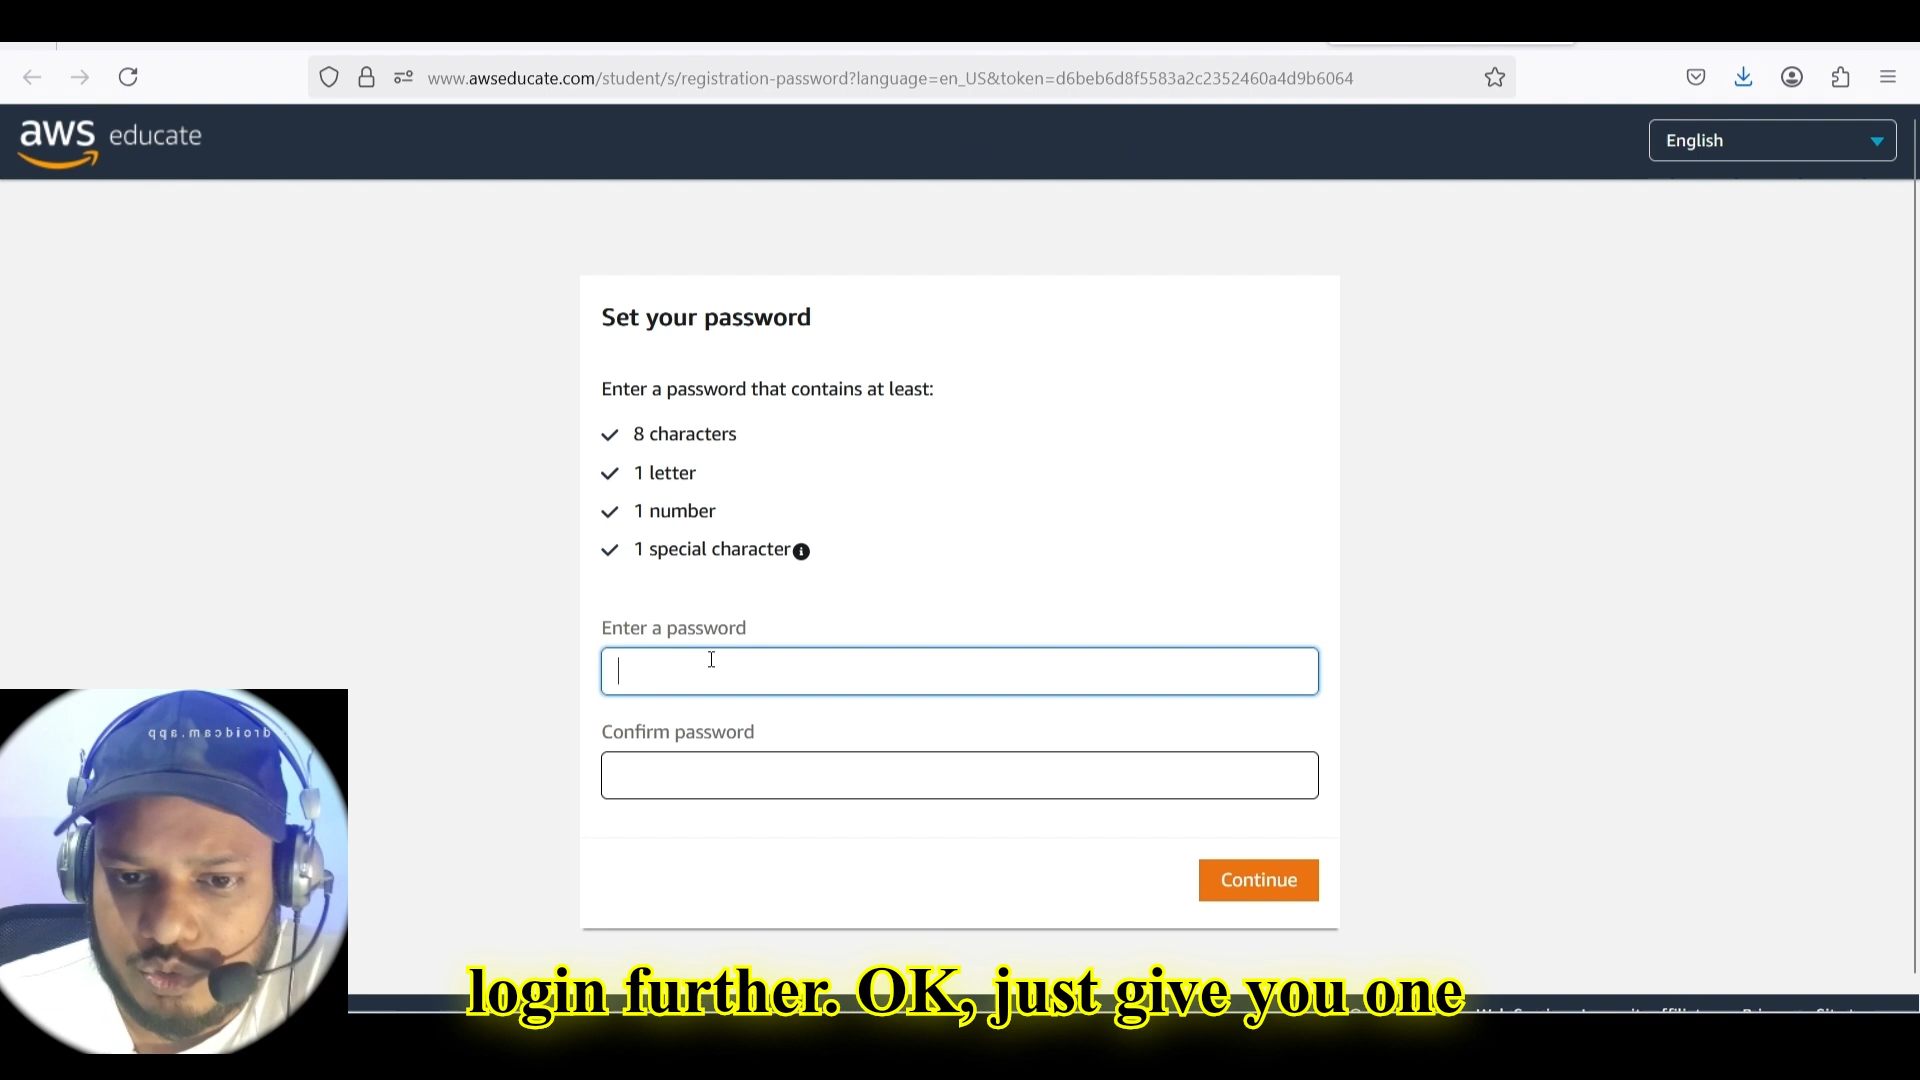 www.awseducate.com/student/s/registration-password?language=en_US&token=d6beb6d8f5583a2c2352460a4d9b6064
aws educate
English
Set your password
Enter a password that contains at least:
8 characters
1 letter
1 number
1 special character
Enter a password
Confirm password
Continue
droidcam.app
login further. OK, just give you one